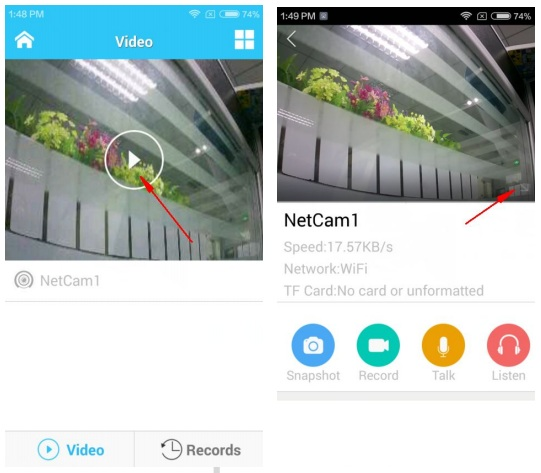 1:48 PM
74%
Video
NetCam1
Video
Records
1:49 PM
74%
NetCam1
Speed:17.57KB/s
Network:WiFi
TF Card:No card or unformatted
Snapshot
Record
Talk
Listen